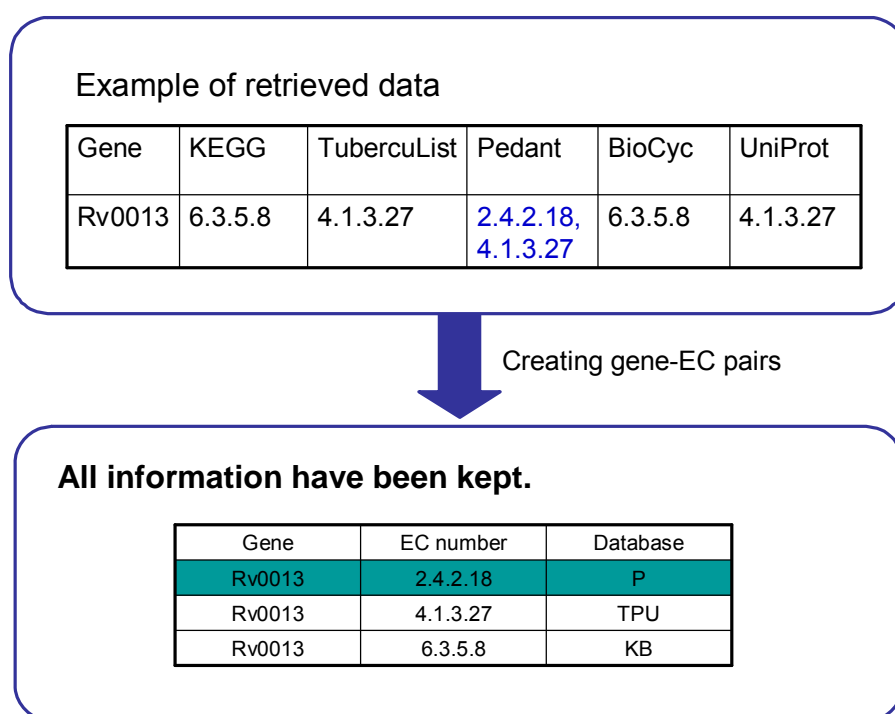 Example of retrieved data
Gene KEGG TubercuList Pedant BioCyc UniProt
Rv0013 6.3.5.8 4.1.3.27 2.4.2.18, 6.3.5.8 4.1.3.27
4.1.3.27
Creating gene-EC pairs
All information have been kept.
Gene EC number Database
Rv0013 2.4.2.18 P
Rv0013 4.1.3.27 TPU
Rv0013 6.3.5.8 KB